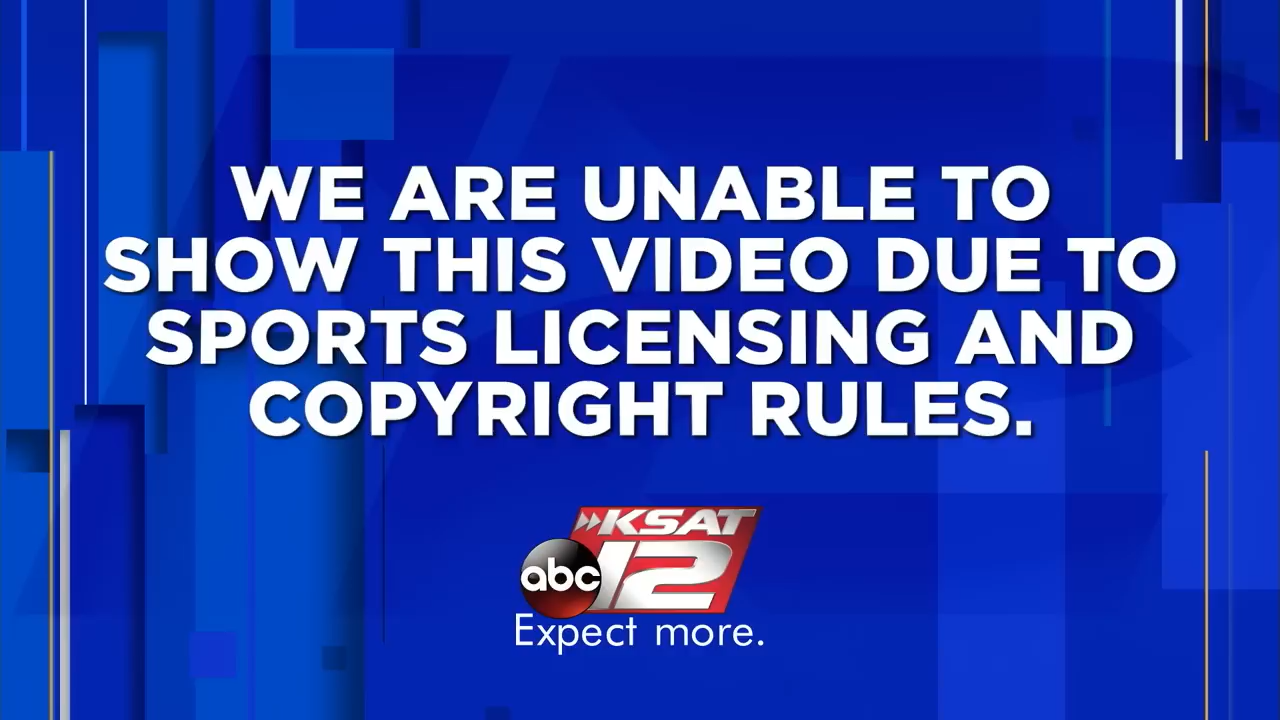 WE ARE UNABLE TO
SHOW THIS VIDEO DUE TO
SPORTS LICENSING AND
COPYRIGHT RULES.
KSAT
abc 12
Expect more.